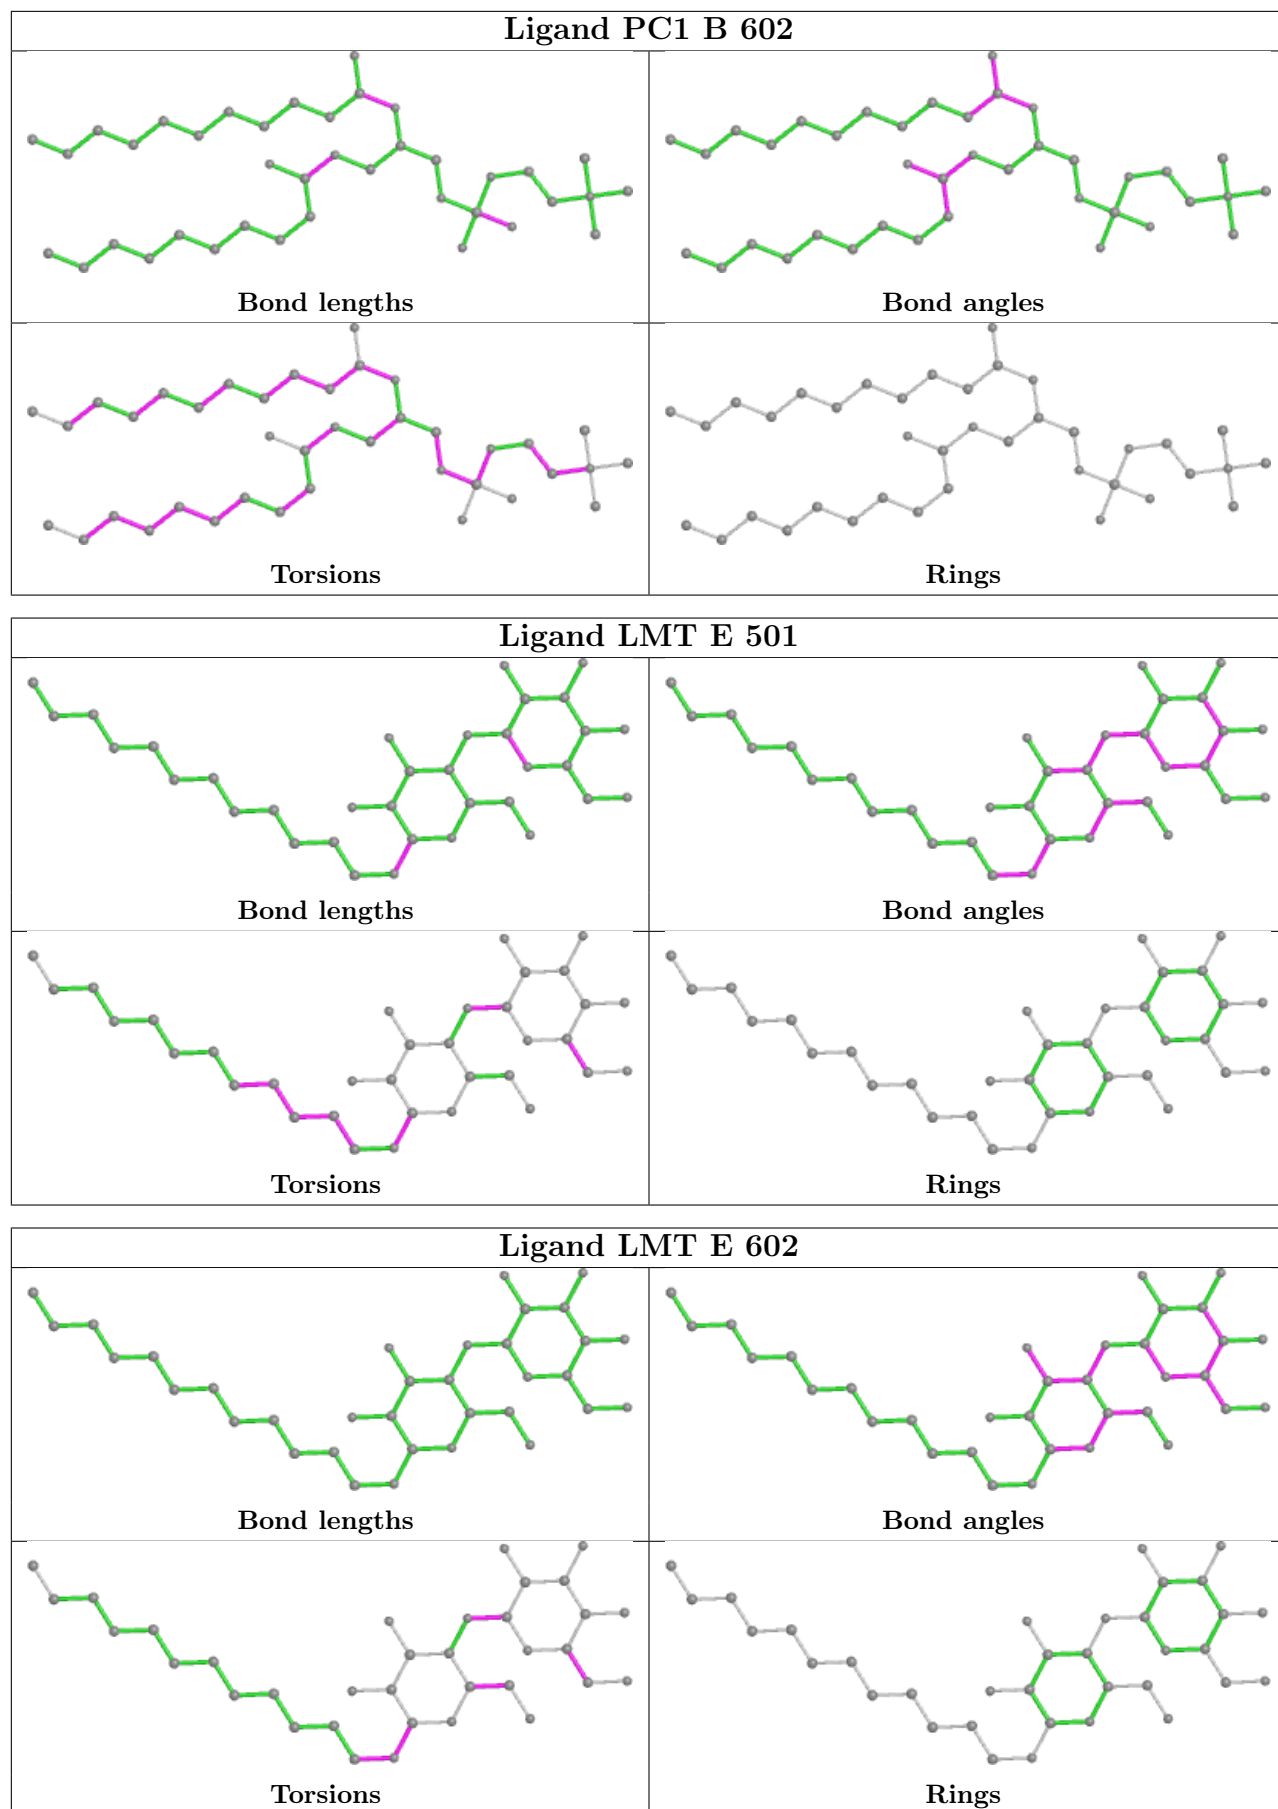 Ligand PC1 B 602
Bond lengths
Bond angles
Torsions
Rings
Ligand LMT E 501
Bond lengths
Bond angles
Torsions
Rings
Ligand LMT E 602
Bond lengths
Bond angles
Torsions
Rings